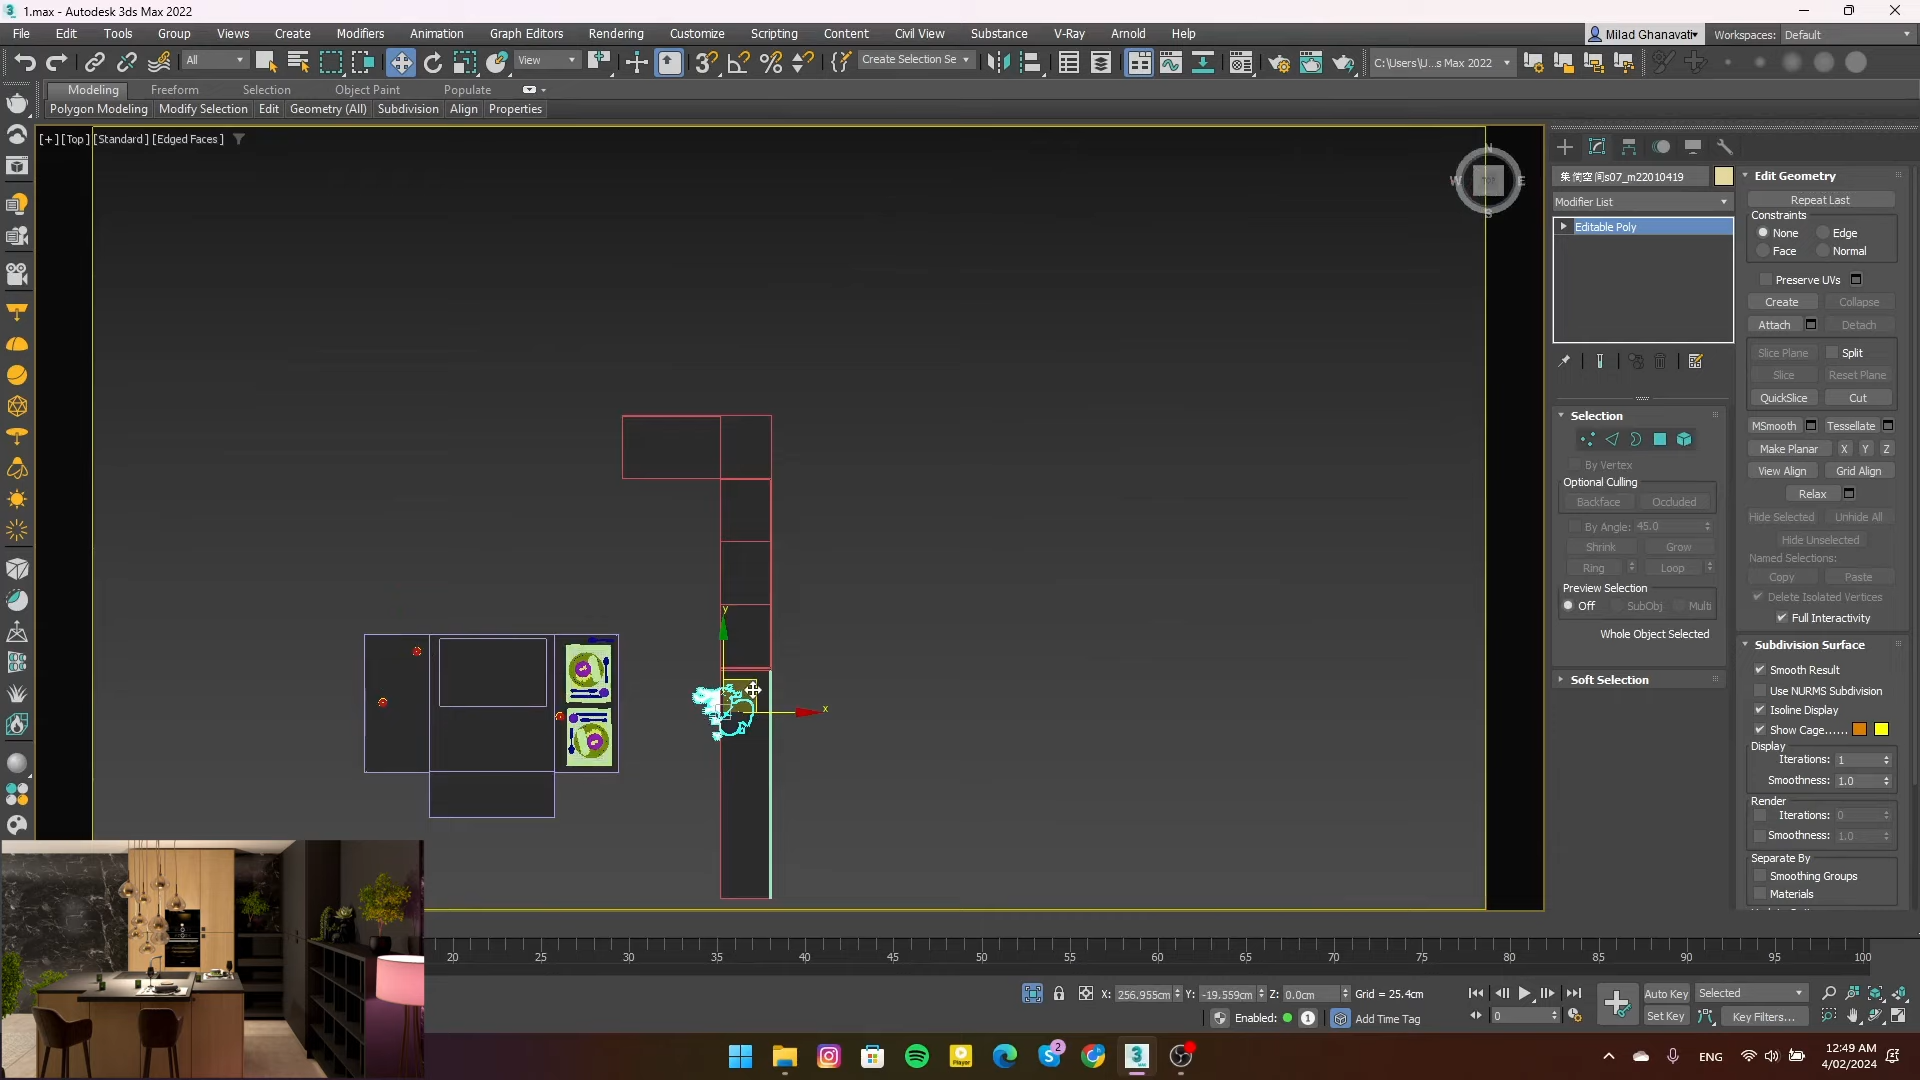 1.max - Autodesk 3ds Max 2022
File Edit Tools Group Views Create Modifiers Animation Graph Editors Rendering Customize Scripting Content Civil View Substance V-Ray Arnold Help
Milad Ghanavati Workspaces: Default
All View Create Selection Se C:\Users\U...s Max 2022
Modeling Freeform Selection Object Paint Populate
Polygon Modeling Modify Selection Edit Geometry (All) Subdivision Align Properties
[+] [Top] [Standard] [Edged Faces]
N
W TOP E
S
y
x
s07_m22010419
Modifier List
Editable Poly
Selection
By Vertex
Optional Culling
Backface Occluded
By Angle: 45.0
Shrink Grow
Ring Loop
Preview Selection
Off SubObj Multi
Whole Object Selected
Soft Selection
Edit Geometry
Repeat Last
Constraints
None Edge
Face Normal
Preserve UVs
Create Collapse
Attach Detach
Slice Plane Split
Slice Reset Plane
QuickSlice Cut
MSmooth Tessellate
Make Planar X Y Z
View Align Grid Align
Relax
Hide Selected Unhide All
Hide Unselected
Named Selections:
Copy Paste
Delete Isolated Vertices
Full Interactivity
Subdivision Surface
Smooth Result
Use NURMS Subdivision
Isoline Display
Show Cage......
Display
Iterations: 1
Smoothness: 1.0
Render
Iterations: 0
Smoothness: 1.0
Separate By
Smoothing Groups
Materials
20 25 30 35 40 45 50 55 60 65 70 75 80 85 90 95 100
X: 256.955cm Y: -19.559cm Z: 0.0cm Grid = 25.4cm
Auto Key Selected
Enabled: 1 Add Time Tag
0
Set Key Key Filters...
Player
2
3
ENG
12:49 AM
4/02/2024